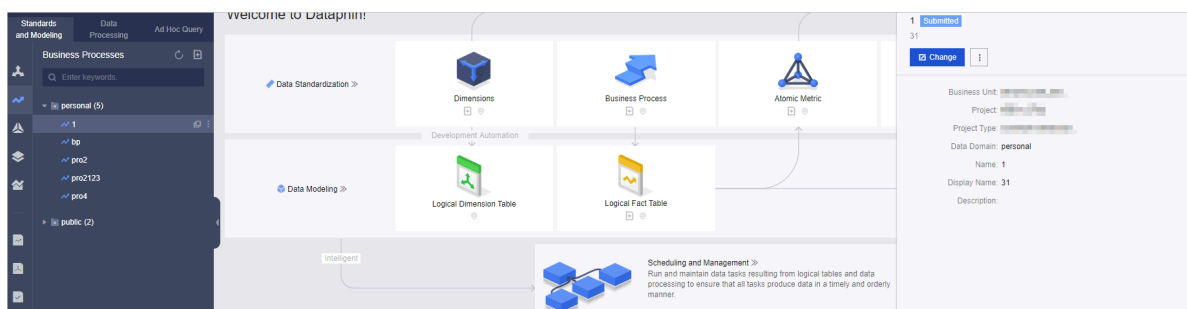 Standards and Modeling
Data Processing
Ad Hoc Query
Business Processes
Enter keywords.
personal (5)
1
bp
pro2
pro2123
pro4
public (2)
Welcome to Dataphin!
Data Standardization
Dimensions
Business Process
Atomic Metric
Development Automation
Data Modeling
Logical Dimension Table
Logical Fact Table
Intelligent
Scheduling and Management
Run and maintain data tasks resulting from logical tables and data
processing to ensure that all tasks produce data in a timely and orderly
manner.
1 Submitted
31
Change
Business Unit:
Project:
Project Type:
Data Domain: personal
Name: 1
Display Name: 31
Description: